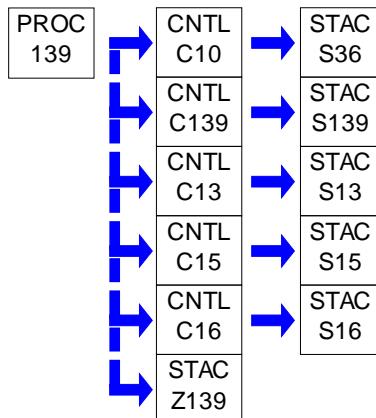 PROC
139
CNTL
C10
STAC
S36
CNTL
C139
STAC
S139
CNTL
C13
STAC
S13
CNTL
C15
STAC
S15
CNTL
C16
STAC
S16
STAC
Z139